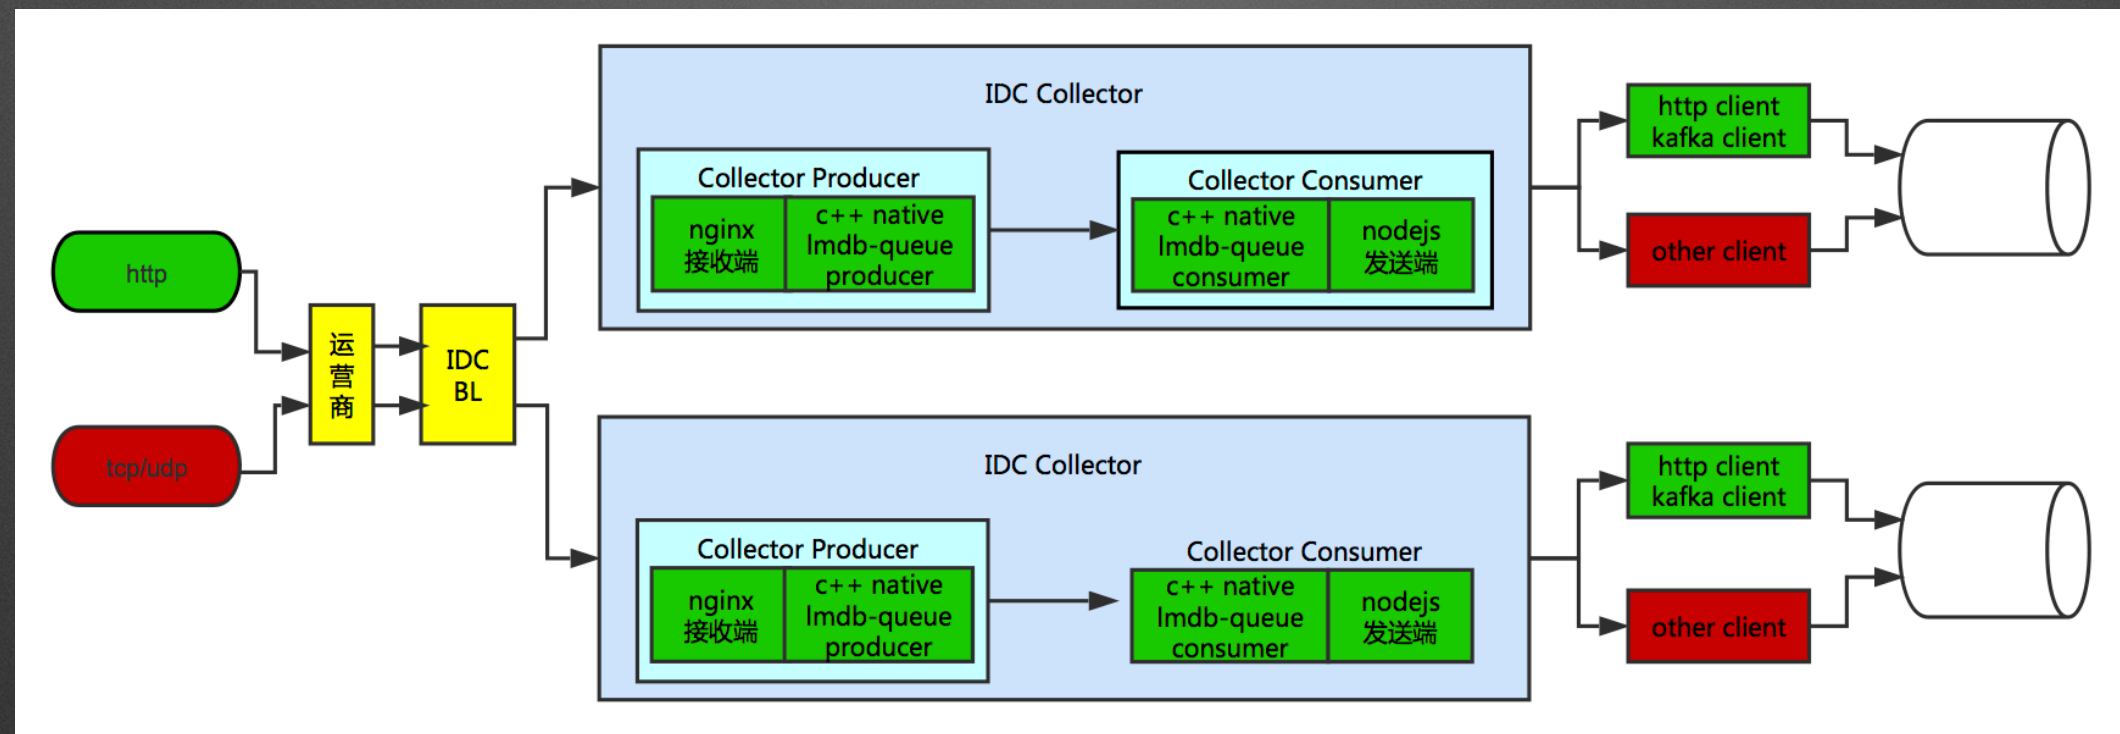 http
tcp/udp
运
营
商
IDC
BL
IDC Collector
Collector Producer
nginx
接收端
c++ native
lmdb-queue
producer
Collector Consumer
c++ native
lmdb-queue
consumer
nodejs
发送端
http client
kafka client
other client
IDC Collector
Collector Producer
nginx
接收端
c++ native
lmdb-queue
producer
Collector Consumer
c++ native
lmdb-queue
consumer
nodejs
发送端
http client
kafka client
other client